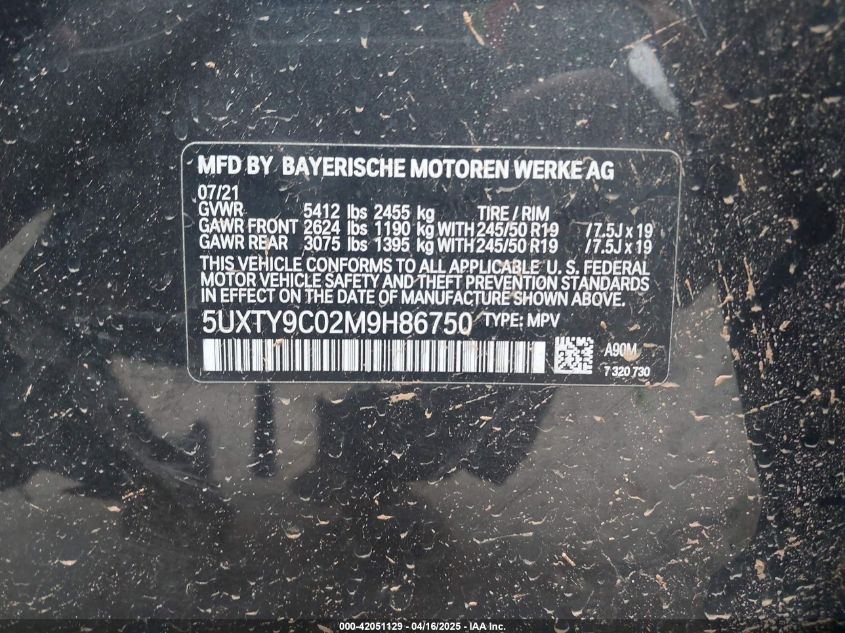 MFD BY BAYERISCHE MOTOREN WERKE AG
07/21
GVWR 5412 lbs 2455 kg TIRE / RIM
GAWR FRONT 2624 lbs 1190 kg WITH 245/50 R19 / 7.5J x 19
GAWR REAR 3075 lbs 1395 kg WITH 245/50 R19 / 7.5J x 19
THIS VEHICLE CONFORMS TO ALL APPLICABLE U. S. FEDERAL
MOTOR VEHICLE SAFETY AND THEFT PREVENTION STANDARDS
IN EFFECT ON THE DATE OF MANUFACTURE SHOWN ABOVE.
5UXTY9C02M9H86750 TYPE: MPV
A90M
7 320 730
000-42051129 - 04/16/2025 - IAA Inc.